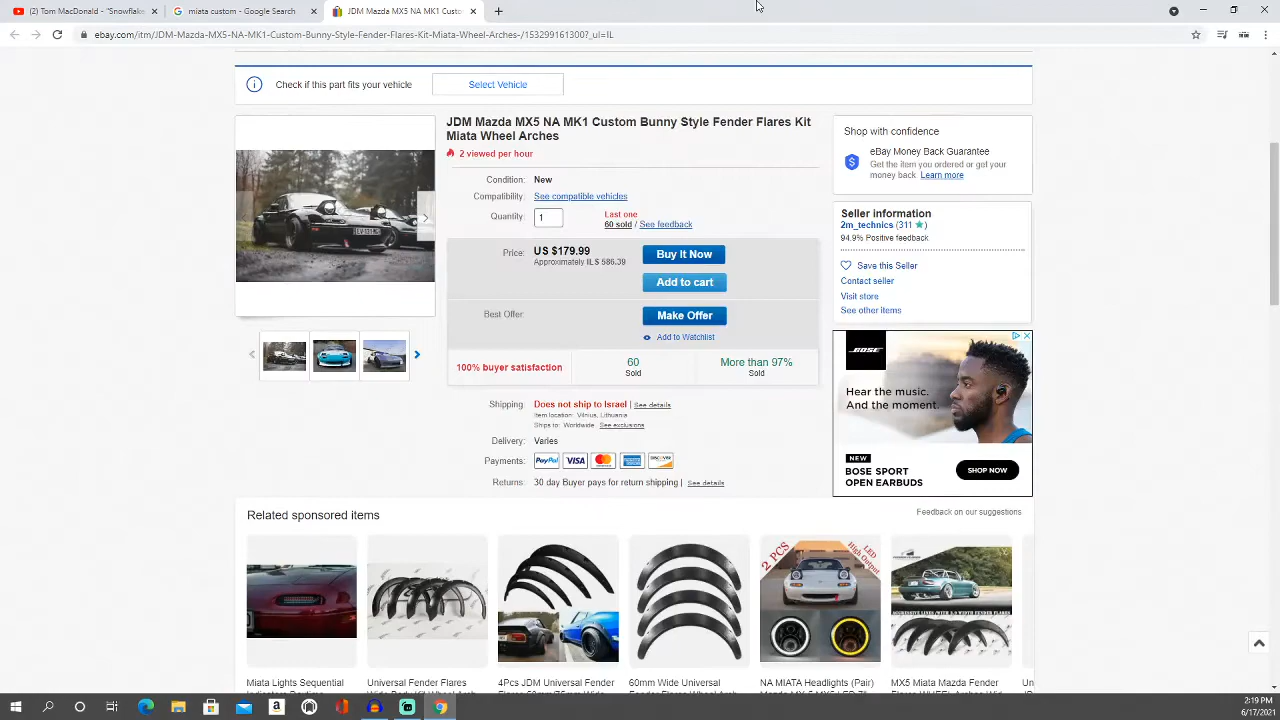 (2) Tom MacDonald - "Snowflake
miata custom - Google Search
JDM Mazda MX5 NA MK1 Custo
ebay.com/itm/JDM-Mazda-MX5-NA-MK1-Custom-Bunny-Style-Fender-Flares-Kit-Miata-Wheel-Arches-/153299161300?_ul=IL
Check if this part fits your vehicle
Select Vehicle
JDM Mazda MX5 NA MK1 Custom Bunny Style Fender Flares Kit
Miata Wheel Arches
2 viewed per hour
Condition: New
Compatibility: See compatible vehicles
Quantity: 1
Last one
60 sold / See feedback
Price: US $179.99
Approximately ILS 586.39
Buy It Now
Add to cart
Best Offer:
Make Offer
Add to Watchlist
100% buyer satisfaction
60
Sold
More than 97%
Sold
Shipping: Does not ship to Israel | See details
Item location: Vilnius, Lithuania
Ships to: Worldwide See exclusions
Delivery: Varies
Payments: PayPal VISA
DISCOVER
Returns: 30 day Buyer pays for return shipping | See details
Shop with confidence
eBay Money Back Guarantee
Get the item you ordered or get your
money back. Learn more
Seller information
2m_technics (311 )
94.9% Positive feedback
Save this Seller
Contact seller
Visit store
See other items
BOSE
Hear the music.
And the moment.
NEW
BOSE SPORT
OPEN EARBUDS
SHOP NOW
Related sponsored items
Feedback on our suggestions
2 PCS
LED
High Output
AGGRESSIVE LINES
Miata Lights Sequential
Universal Fender Flares
4Pcs JDM Universal Fender
60mm Wide Universal
NA MIATA Headlights (Pair)
MX5 Miata Fender
Un
2:19 PM
6/17/2021